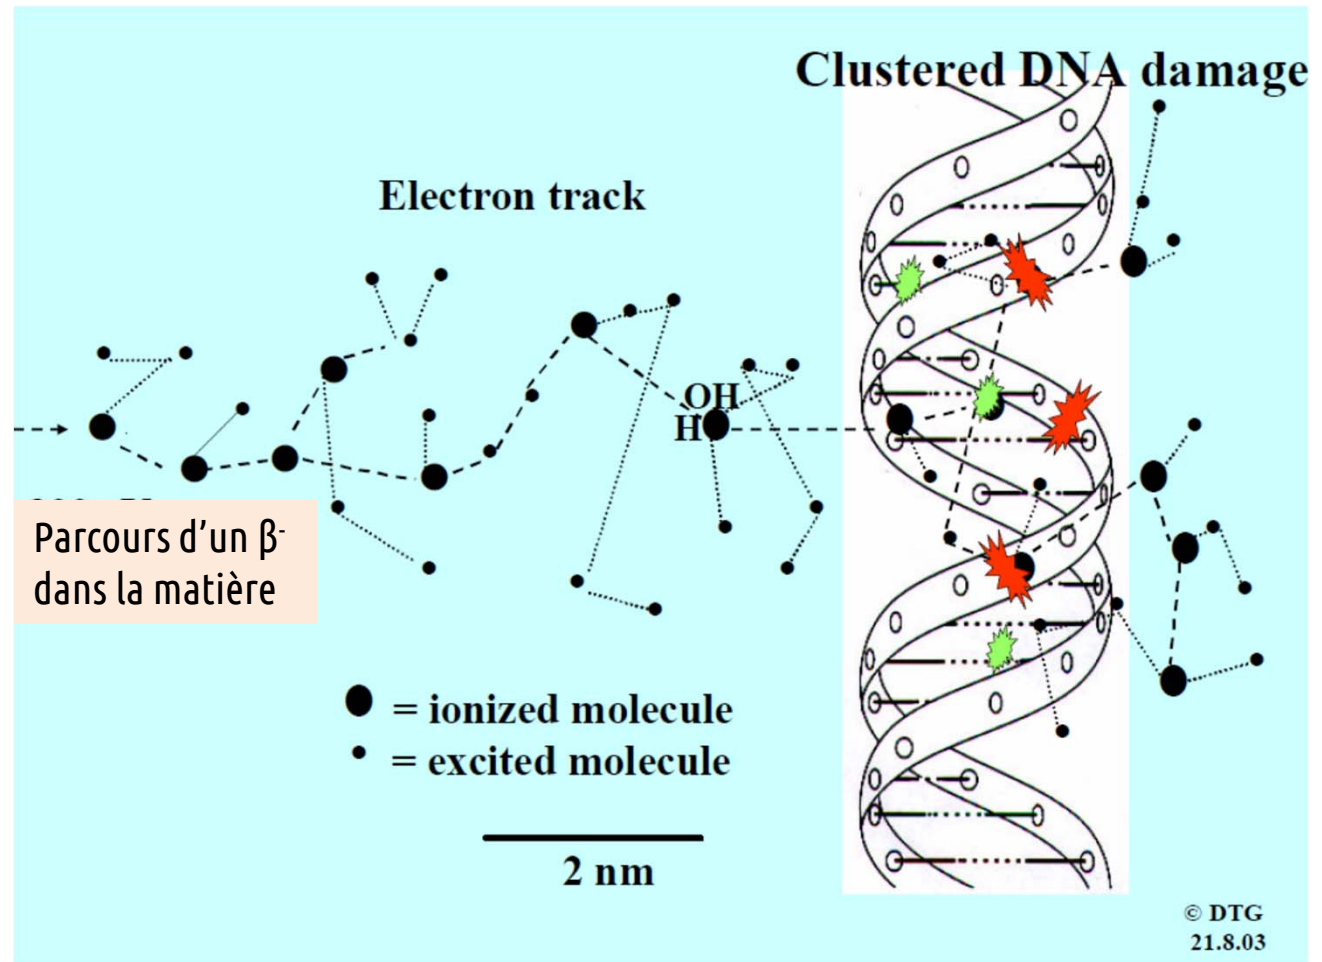 Clustered DNA damage
Electron track
OH
H
Parcours d’un β-
dans la matière
= ionized molecule
= excited molecule
2 nm
© DTG
21.8.03